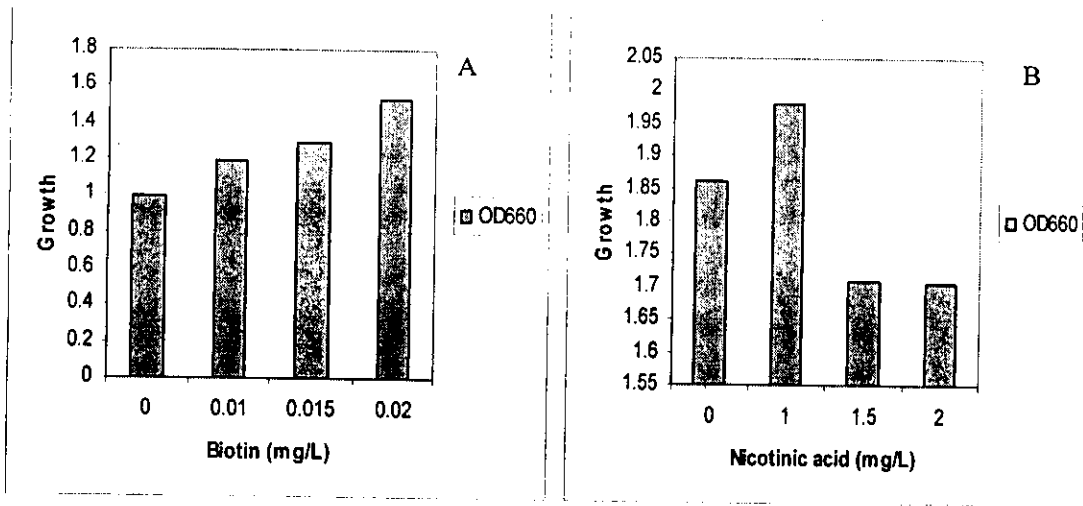 A
1.8
1.6
1.4
1.2
1
0.8
0.6
0.4
0.2
0
Growth
OD660
0 0.01 0.015 0.02
Biotin (mg/L)
B
2.05
2
1.95
1.9
1.85
1.8
1.75
1.7
1.65
1.6
1.55
Growth
OD660
0 1 1.5 2
Nicotinic acid (mg/L)